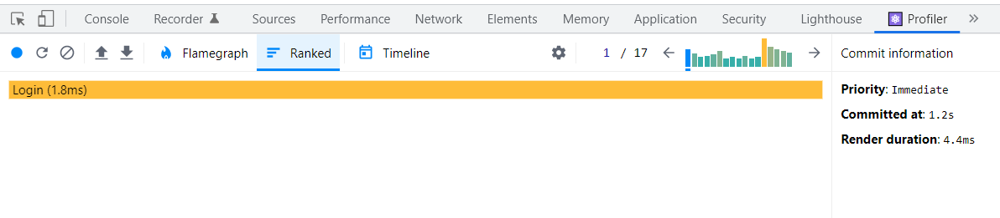 Console Recorder Sources Performance Network Elements Memory Application Security Lighthouse Profiler
Flamegraph Ranked Timeline 1 / 17 Commit information
Login (1.8ms)
Priority: Immediate
Committed at: 1.2s
Render duration: 4.4ms